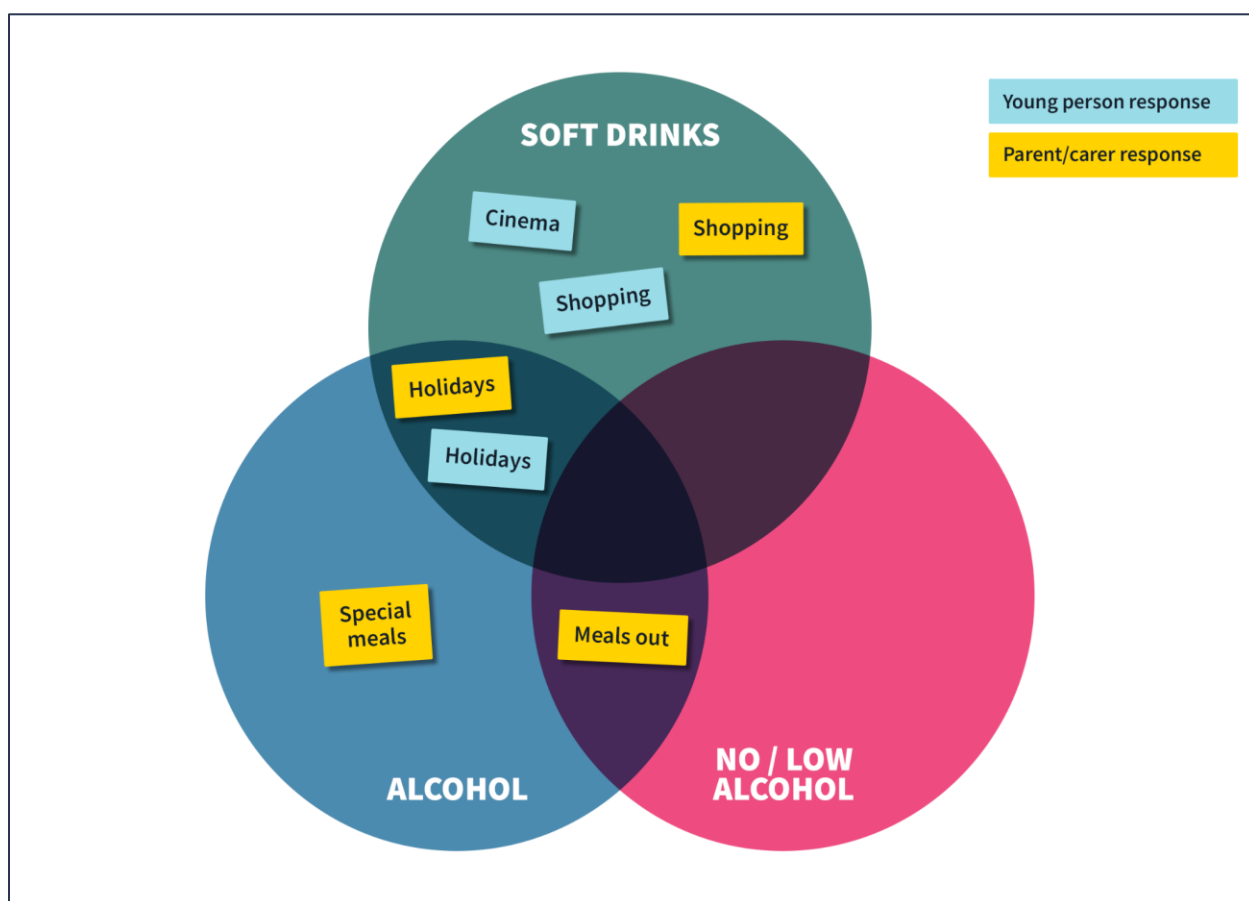 SOFT DRINKS
Young person response
Parent/carer response
Cinema
Shopping
Shopping
Holidays
Holidays
Special
meals
Meals out
ALCOHOL
NO / LOW
ALCOHOL